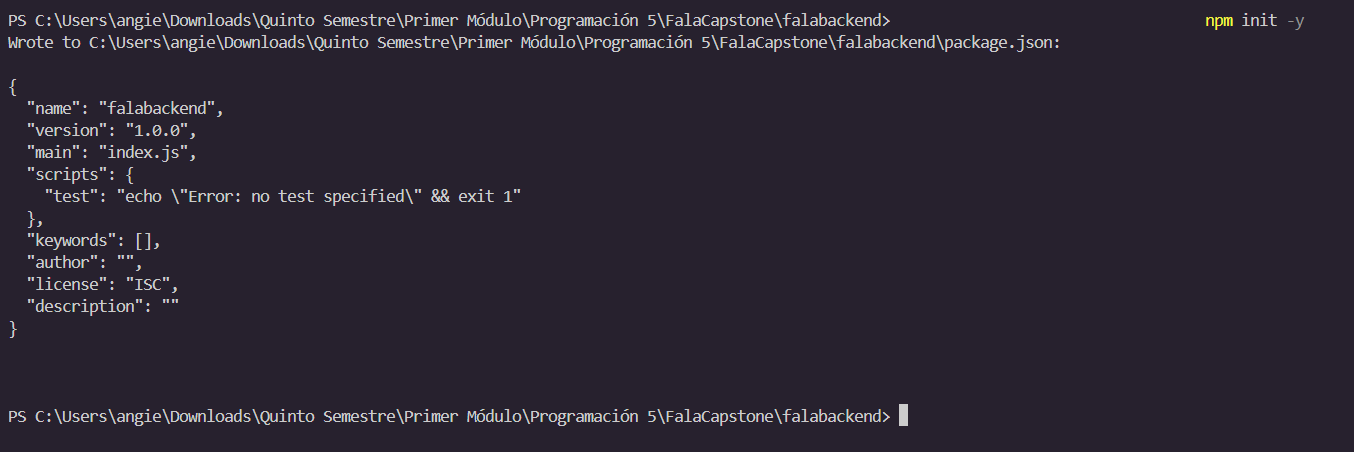 PS C:\Users\angie\Downloads\Quinto Semestre\Primer Módulo\Programación 5\FalaCapstone\falabackend> npm init -y
Wrote to C:\Users\angie\Downloads\Quinto Semestre\Primer Módulo\Programación 5\FalaCapstone\falabackend\package.json:
{
  "name": "falabackend",
  "version": "1.0.0",
  "main": "index.js",
  "scripts": {
    "test": "echo \"Error: no test specified\" && exit 1"
  },
  "keywords": [],
  "author": "",
  "license": "ISC",
  "description": ""
}
PS C:\Users\angie\Downloads\Quinto Semestre\Primer Módulo\Programación 5\FalaCapstone\falabackend>